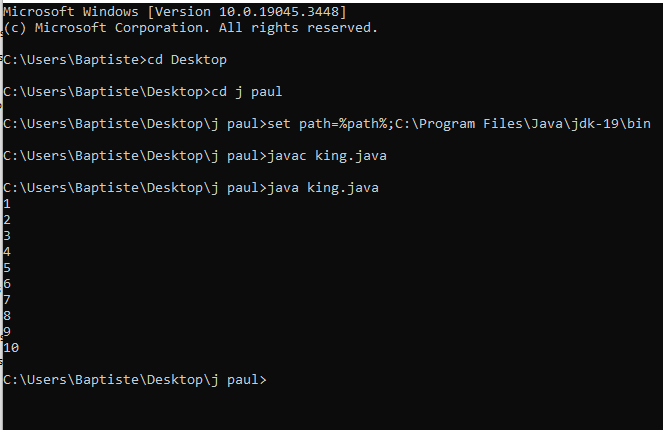 Microsoft Windows [Version 10.0.19045.3448]
(c) Microsoft Corporation. All rights reserved.
C:\Users\Baptiste>cd Desktop
C:\Users\Baptiste\Desktop>cd j paul
C:\Users\Baptiste\Desktop\j paul>set path=%path%;C:\Program Files\Java\jdk-19\bin
C:\Users\Baptiste\Desktop\j paul>javac king.java
C:\Users\Baptiste\Desktop\j paul>java king.java
1
2
3
4
5
6
7
8
9
10
C:\Users\Baptiste\Desktop\j paul>